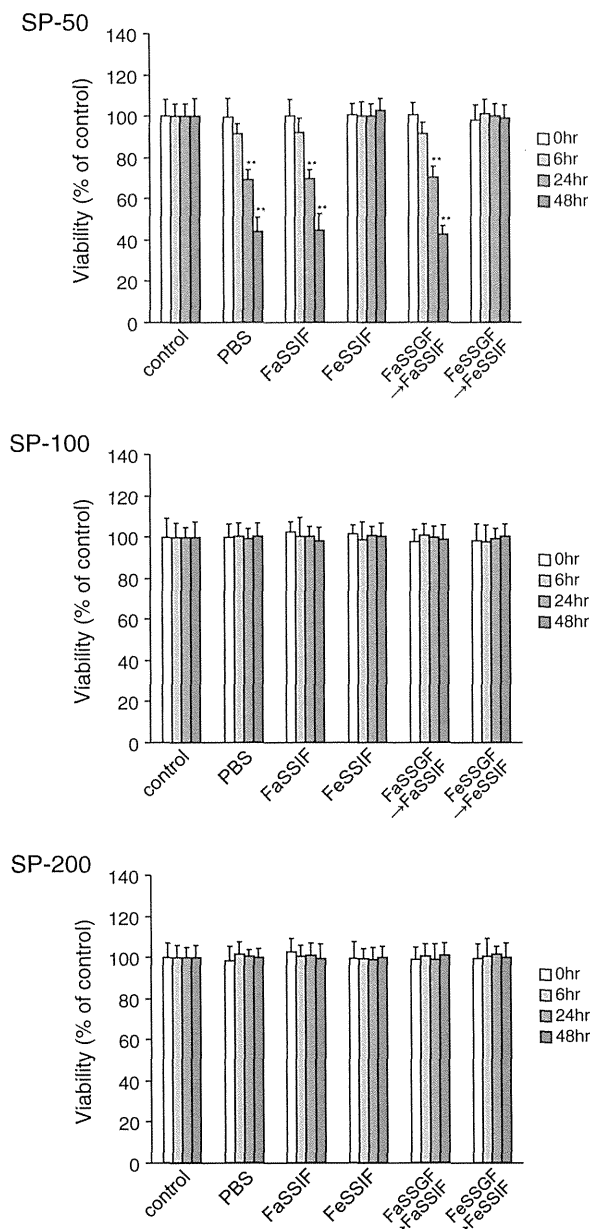 SP-50
Viability (% of control)
140
120
100
80
60
40
20
0
**
**
**
**
**
**
control
PBS
FaSSIF
FeSSIF
FaSSGF
→FaSSIF
FeSSGF
→FeSSIF
0hr
6hr
24hr
48hr
SP-100
Viability (% of control)
140
120
100
80
60
40
20
0
control
PBS
FaSSIF
FeSSIF
FaSSGF
→FaSSIF
FeSSGF
→FeSSIF
0hr
6hr
24hr
48hr
SP-200
Viability (% of control)
140
120
100
80
60
40
20
0
control
PBS
FaSSIF
FeSSIF
FaSSGF
→FaSSIF
FeSSGF
→FeSSIF
0hr
6hr
24hr
48hr